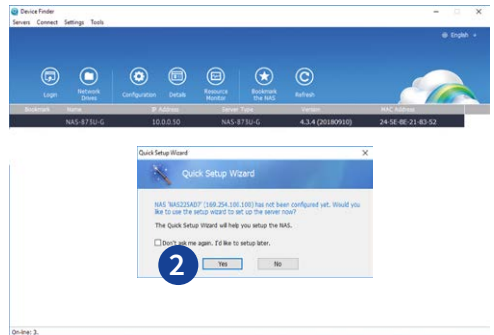 Device Finder
Servers Connect Settings Tools
English
Login
Network Drives
Configuration
Details
Resource Monitor
Bookmark the NAS
Refresh
Bookmark Name IP Address Server Type Version MAC Address
NAS-873U-G 10.0.0.50 NAS-873U-G 4.3.4 (20180910) 24-5E-BE-21-83-52
Quick Setup Wizard
Quick Setup Wizard
NAS 'NAS225AD7' (169.254.100.100) has not been configured yet. Would you
like to use the setup wizard to set up the server now?
The Quick Setup Wizard will help you setup the NAS.
Don't ask me again. I'd like to setup later.
2
Yes No
On-line: 3.